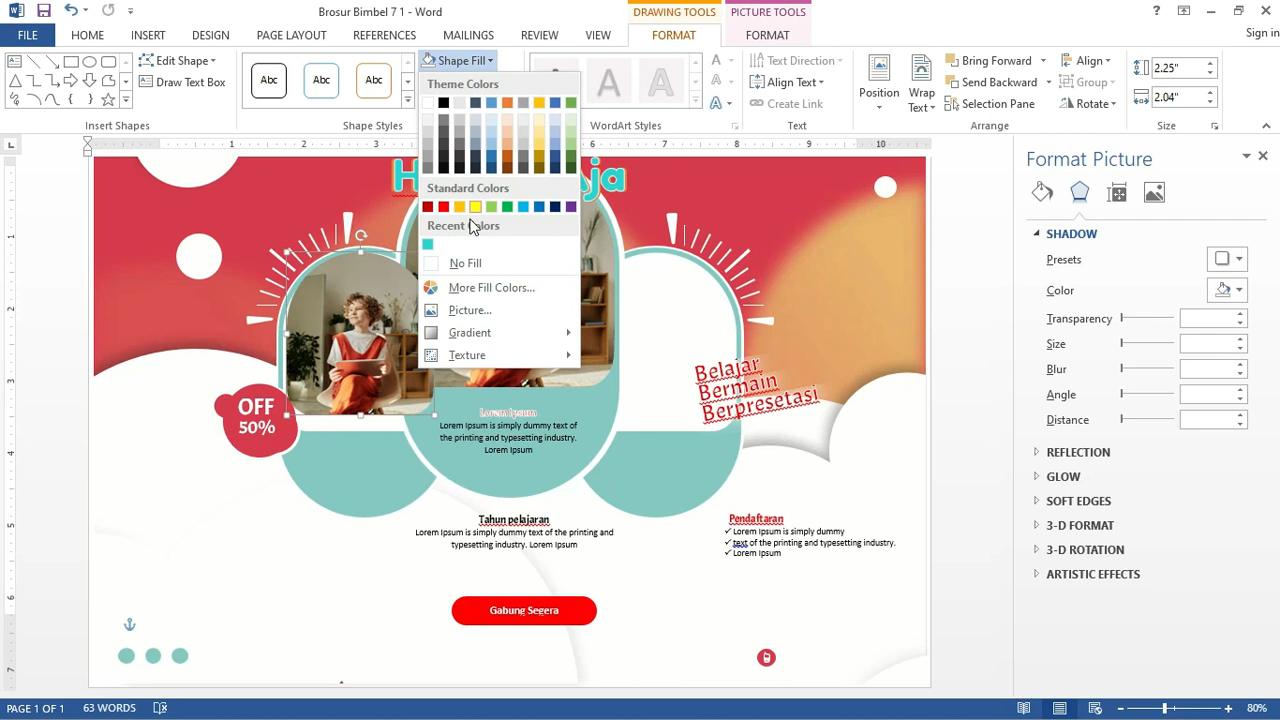 Brosur Bimbel 7 1 - Word
DRAWING TOOLS
PICTURE TOOLS
?
FILE
HOME
INSERT
DESIGN
PAGE LAYOUT
REFERENCES
MAILINGS
REVIEW
VIEW
FORMAT
FORMAT
Sign in
Edit Shape
Draw Text Box
Insert Shapes
Abc
Abc
Abc
Shape Styles
Shape Fill
WordArt Styles
Text Direction
Align Text
Create Link
Text
Position
Wrap
Text
Bring Forward
Send Backward
Selection Pane
Align
Group
Rotate
Arrange
2.25"
2.04"
Size
Theme Colors
Standard Colors
Recent Colors
No Fill
More Fill Colors...
Picture...
Gradient
Texture
OFF
50%
Belajar
Bermain
Berpresetasi
Lorem Ipsum
Lorem Ipsum is simply dummy text of
the printing and typesetting industry.
Lorem Ipsum
Tahun pelajaran
Lorem Ipsum is simply dummy text of the printing and
typesetting industry. Lorem Ipsum
Pendaftaran
✓ Lorem Ipsum is simply dummy
✓ text of the printing and typesetting industry.
✓ Lorem Ipsum
Gabung Segera
Format Picture
SHADOW
Presets
Color
Transparency
Size
Blur
Angle
Distance
REFLECTION
GLOW
SOFT EDGES
3-D FORMAT
3-D ROTATION
ARTISTIC EFFECTS
PAGE 1 OF 1
63 WORDS
80%